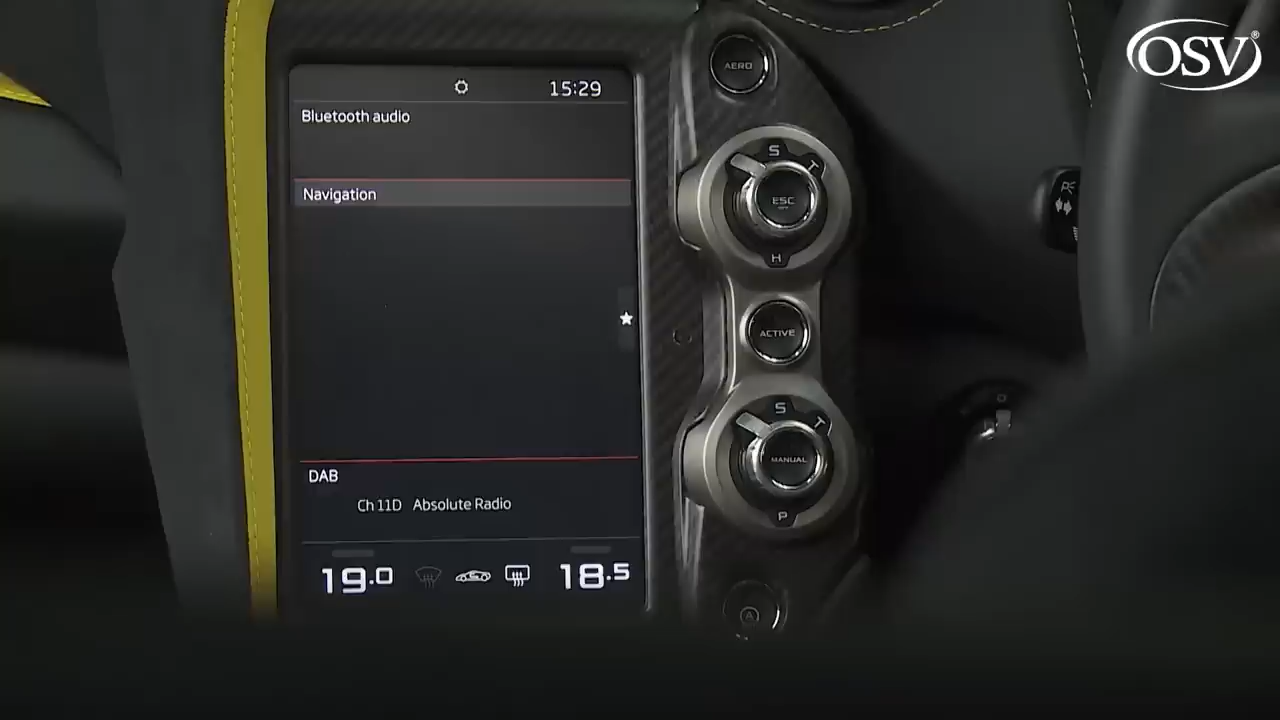 OSV®
AERO
15:29
Bluetooth audio
S
T
ESC
OFF
H
Navigation
ACTIVE
S
T
MANUAL
P
DAB
Ch 11D Absolute Radio
19.0
18.5
A